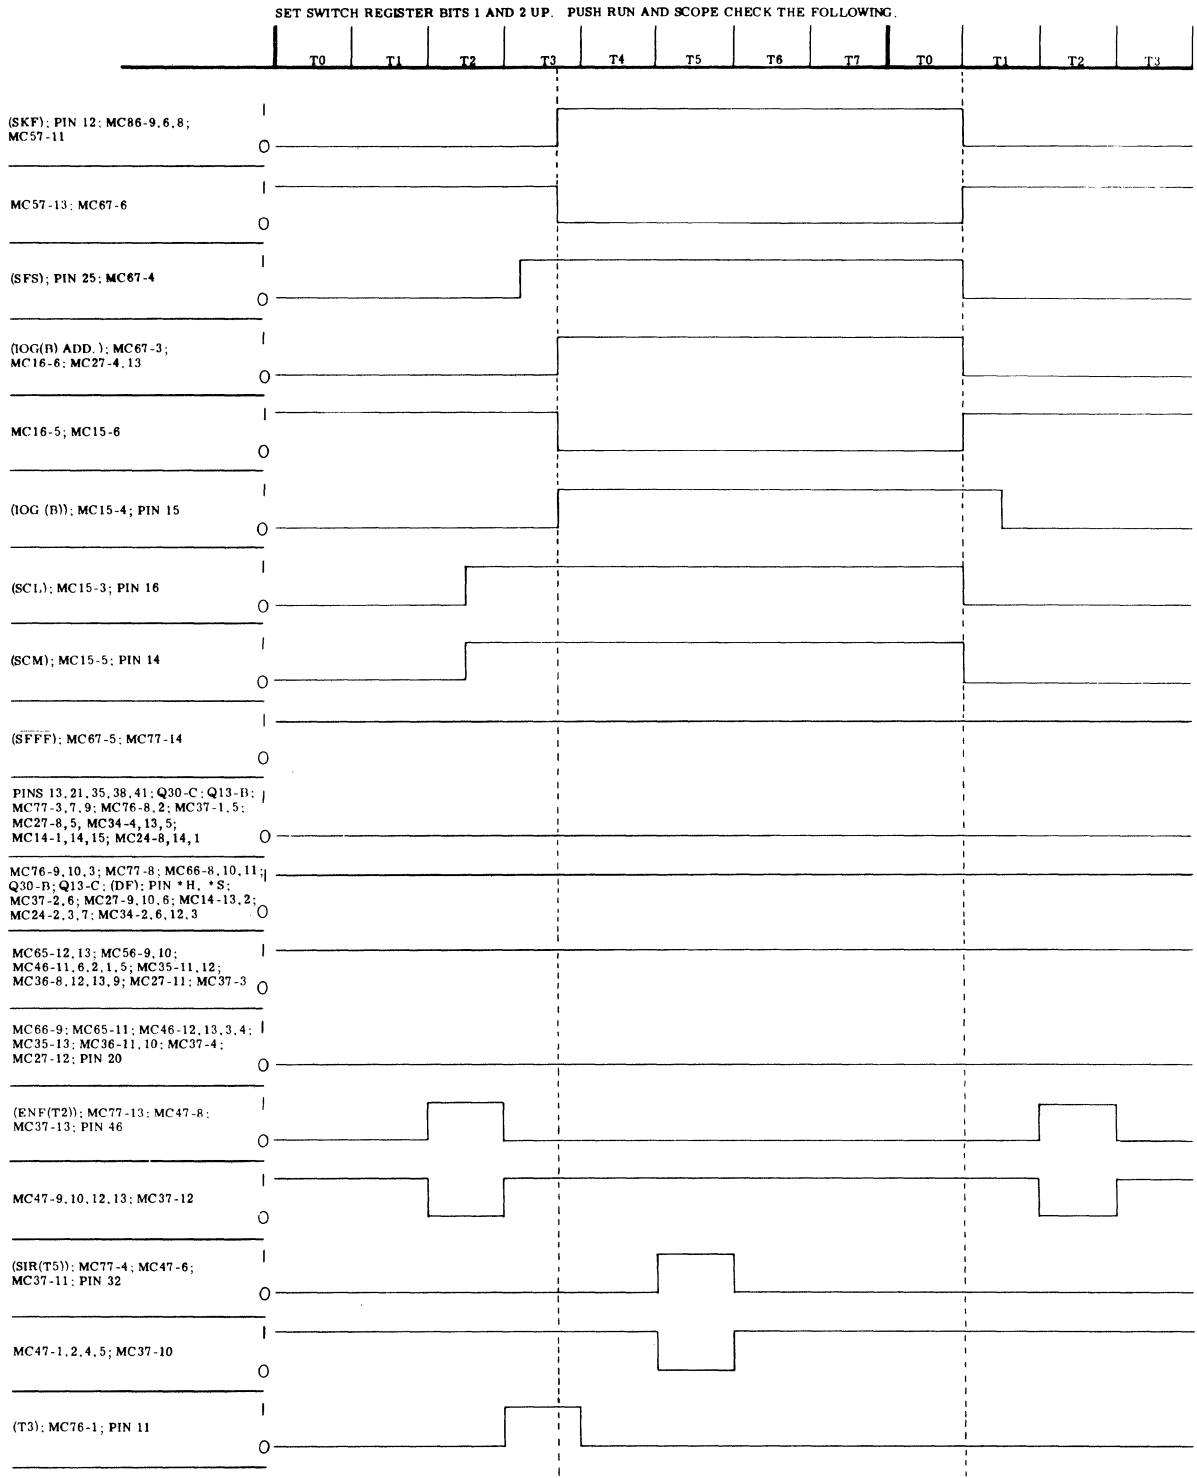 SET SWITCH REGISTER BITS 1 AND 2 UP. PUSH RUN AND SCOPE CHECK THE FOLLOWING.
T0 T1 T2 T3 T4 T5 T6 T7 T0 T1 T2 T3
(SKF); PIN 12; MC86-9,6,8;
MC57-11
1
0
MC57-13; MC67-6
1
0
(SFS); PIN 25; MC67-4
1
0
(IOG(B) ADD.); MC67-3;
MC16-6; MC27-4,13
1
0
MC16-5; MC15-6
1
0
(IOG (B)); MC15-4; PIN 15
1
0
(SCL); MC15-3; PIN 16
1
0
(SCM); MC15-5; PIN 14
1
0
(SFFF); MC67-5; MC77-14
1
0
PINS 13,21,35,38,41; Q30-C; Q13-B;
MC77-3,7,9; MC76-8,2; MC37-1,5;
MC27-8,5, MC34-4,13,5;
MC14-1,14,15; MC24-8,14,1
1
0
MC76-9,10,3; MC77-8; MC66-8,10,11;
Q30-B; Q13-C; (DF); PIN *H, *S;
MC37-2,6; MC27-9,10,6; MC14-13,2;
MC24-2,3,7; MC34-2,6,12,3
1
0
MC65-12,13; MC56-9,10;
MC46-11,6,2,1,5; MC35-11,12;
MC36-8,12,13,9; MC27-11; MC37-3
1
0
MC66-9; MC65-11; MC46-12,13,3,4;
MC35-13; MC36-11,10; MC37-4;
MC27-12; PIN 20
1
0
(ENF(T2)); MC77-13; MC47-8;
MC37-13; PIN 46
1
0
MC47-9,10,12,13; MC37-12
1
0
(SIR(T5)); MC77-4; MC47-6;
MC37-11; PIN 32
1
0
MC47-1,2,4,5; MC37-10
1
0
(T3); MC76-1; PIN 11
1
0